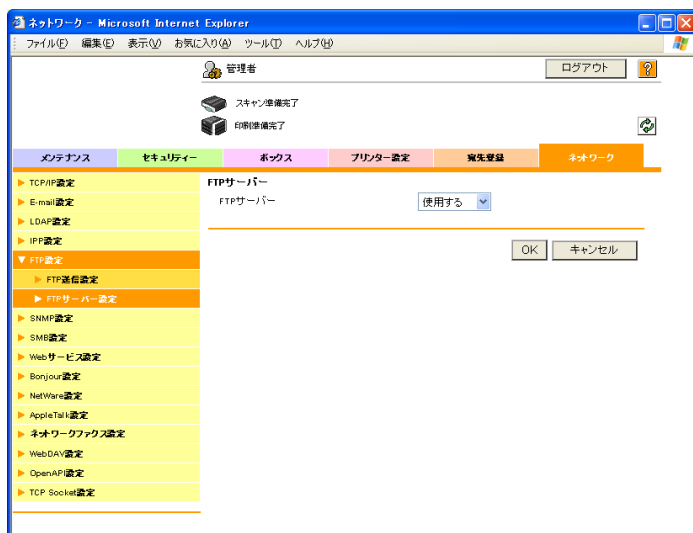 ネットワーク - Microsoft Internet Explorer
ファイル(F) 編集(E) 表示(V) お気に入り(A) ツール(T) ヘルプ(H)
管理者
ログアウト
?
スキャン準備完了
印刷準備完了
メンテナンス セキュリティー ボックス プリンター設定 宛先登録 ネットワーク
TCP/IP設定
E-mail設定
LDAP設定
IPP設定
FTP設定
FTP送信設定
FTPサーバー設定
SNMP設定
SMB設定
Webサービス設定
Bonjour設定
NetWare設定
AppleTalk設定
ネットワークファクス設定
WebDAV設定
OpenAPI設定
TCP Socket設定
FTPサーバー
FTPサーバー 使用する
OK キャンセル